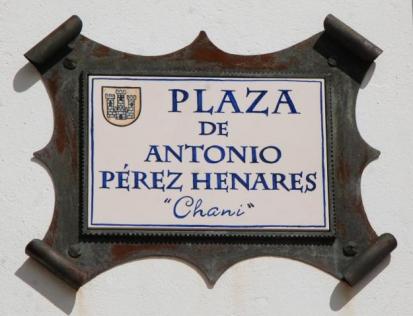 PLAZA
DE
ANTONIO
PÉREZ HENARES
"Chani"